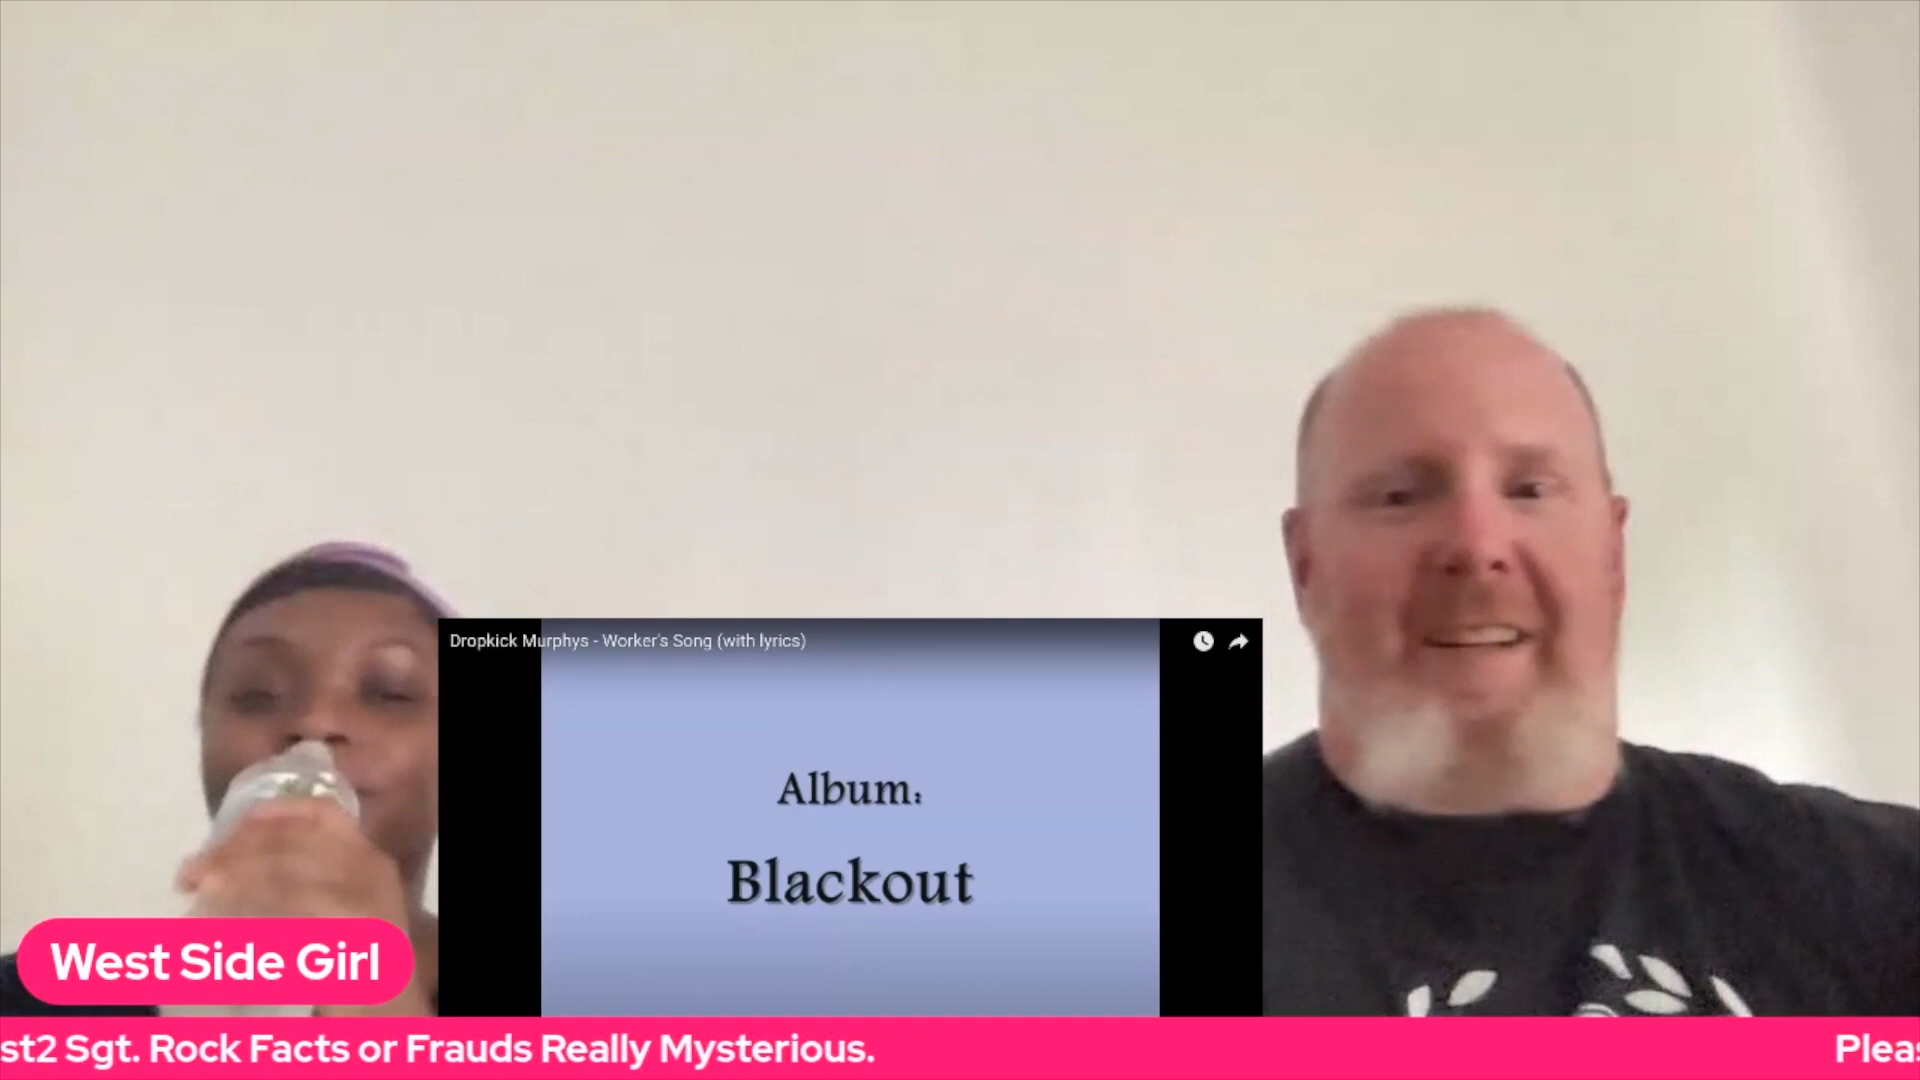 Dropkick Murphys - Worker's Song (with lyrics)
Album:
Blackout
West Side Girl
st2 Sgt. Rock Facts or Frauds Really Mysterious.
Pleas